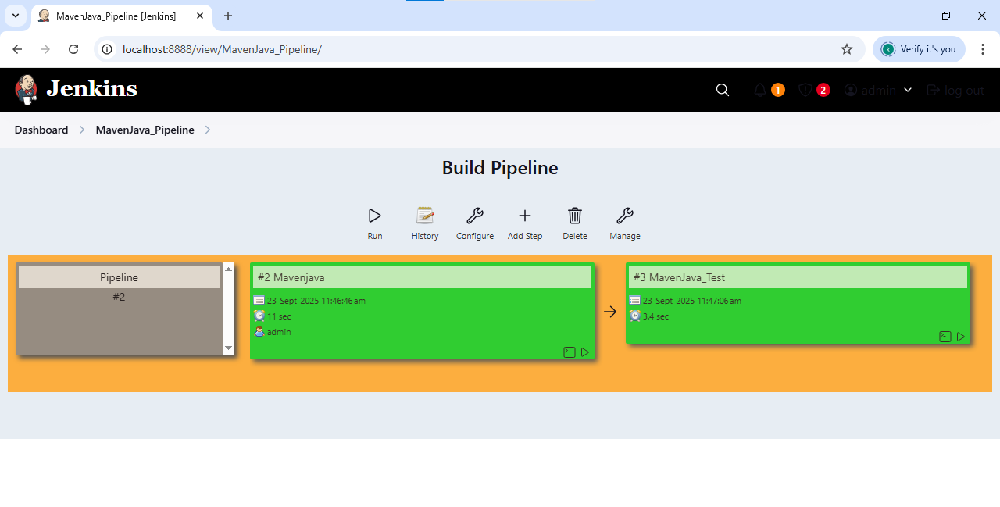 MavenJava_Pipeline [Jenkins]
localhost:8888/view/MavenJava_Pipeline/
k
Verify it's you
Jenkins
1
2
admin
log out
Dashboard
MavenJava_Pipeline
Build Pipeline
Run
History
Configure
Add Step
Delete
Manage
Pipeline
#2
#2 Mavenjava
23-Sept-2025 11:46:46 am
11 sec
admin
#3 MavenJava_Test
23-Sept-2025 11:47:06 am
3.4 sec